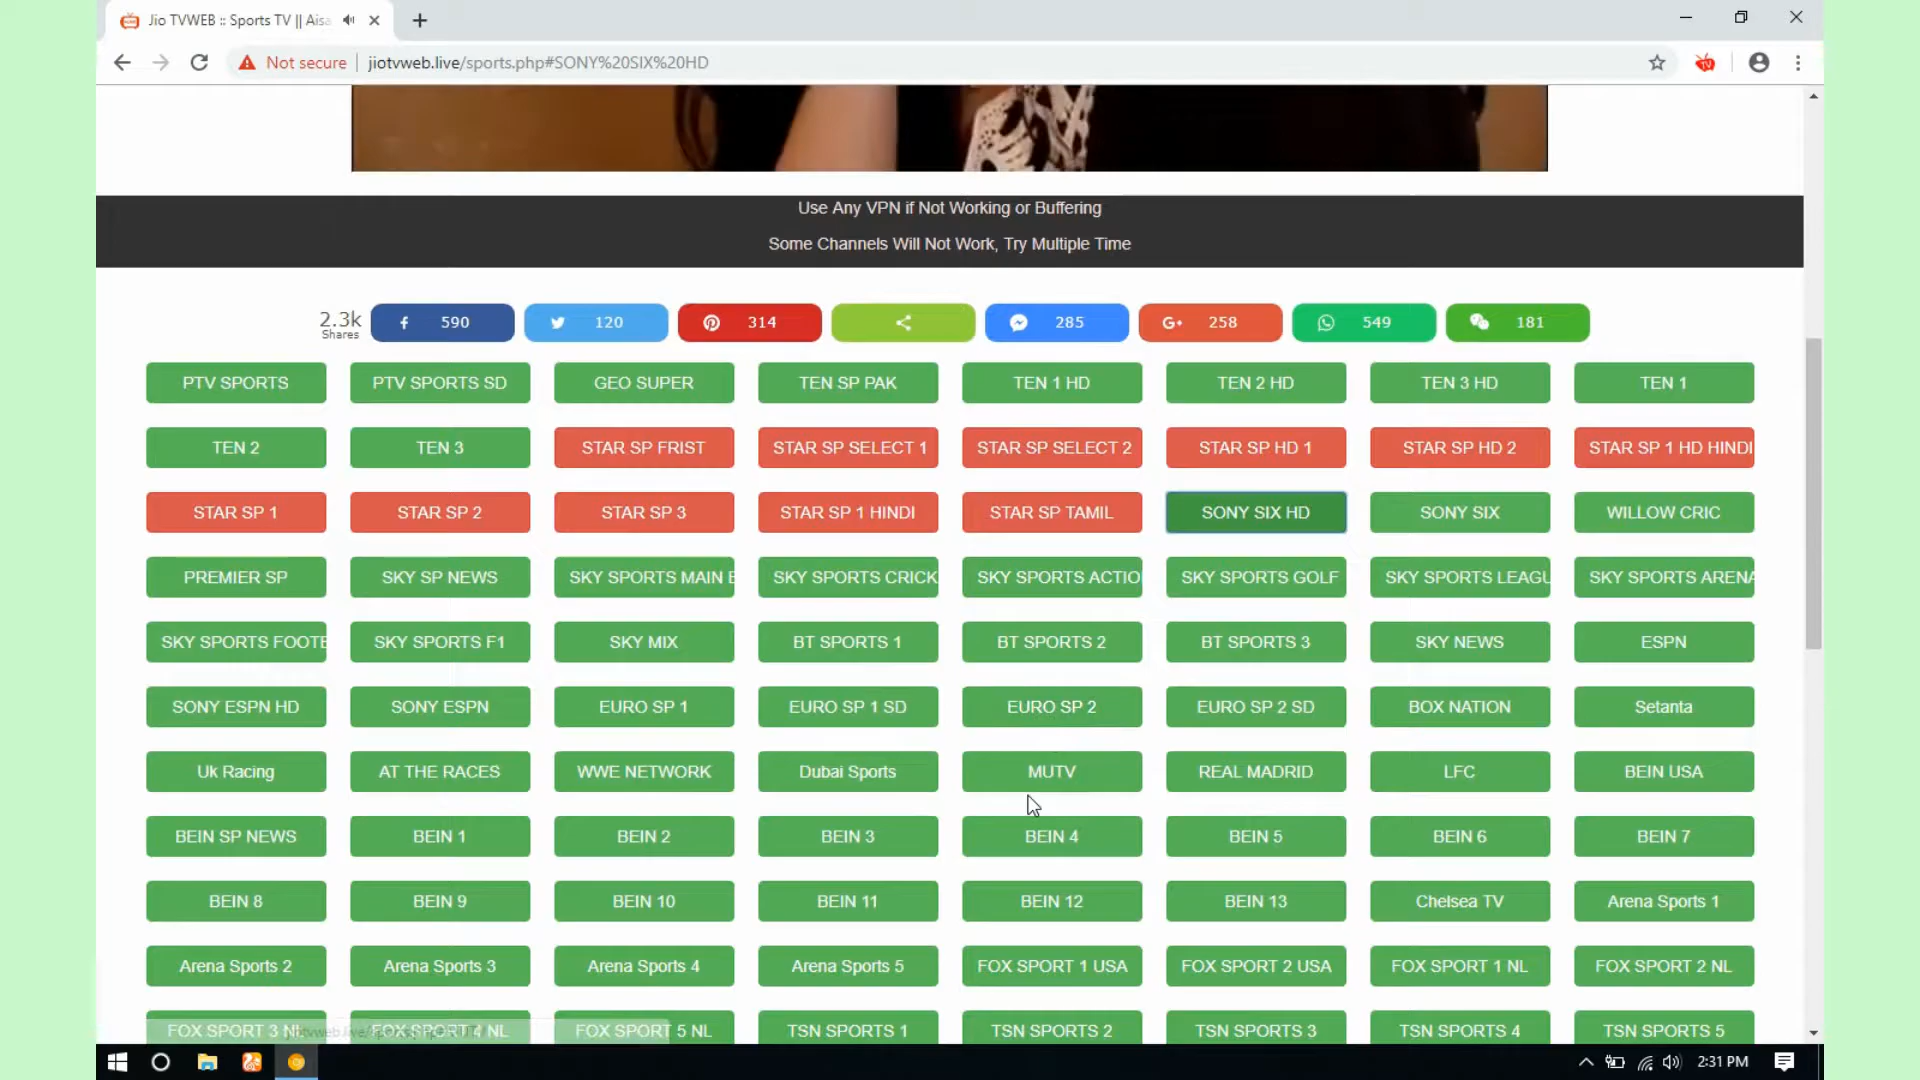 Jio TVWEB :: Sports TV || Aisa
Not secure jiotvweb.live/sports.php#SONY%20SIX%20HD
TV
Use Any VPN if Not Working or Buffering
Some Channels Will Not Work, Try Multiple Time
2.3k
Shares
590 120 314 285 G+ 258 549 181
PTV SPORTS PTV SPORTS SD GEO SUPER TEN SP PAK TEN 1 HD TEN 2 HD TEN 3 HD TEN 1
TEN 2 TEN 3 STAR SP FRIST STAR SP SELECT 1 STAR SP SELECT 2 STAR SP HD 1 STAR SP HD 2 STAR SP 1 HD HINDI
STAR SP 1 STAR SP 2 STAR SP 3 STAR SP 1 HINDI STAR SP TAMIL SONY SIX HD SONY SIX WILLOW CRIC
PREMIER SP SKY SP NEWS SKY SPORTS MAIN E SKY SPORTS CRICK SKY SPORTS ACTIO SKY SPORTS GOLF SKY SPORTS LEAGU SKY SPORTS ARENA
SKY SPORTS FOOTE SKY SPORTS F1 SKY MIX BT SPORTS 1 BT SPORTS 2 BT SPORTS 3 SKY NEWS ESPN
SONY ESPN HD SONY ESPN EURO SP 1 EURO SP 1 SD EURO SP 2 EURO SP 2 SD BOX NATION Setanta
Uk Racing AT THE RACES WWE NETWORK Dubai Sports MUTV REAL MADRID LFC BEIN USA
BEIN SP NEWS BEIN 1 BEIN 2 BEIN 3 BEIN 4 BEIN 5 BEIN 6 BEIN 7
BEIN 8 BEIN 9 BEIN 10 BEIN 11 BEIN 12 BEIN 13 Chelsea TV Arena Sports 1
Arena Sports 2 Arena Sports 3 Arena Sports 4 Arena Sports 5 FOX SPORT 1 USA FOX SPORT 2 USA FOX SPORT 1 NL FOX SPORT 2 NL
FOX SPORT 3 NL FOX SPORT 4 NL FOX SPORT 5 NL TSN SPORTS 1 TSN SPORTS 2 TSN SPORTS 3 TSN SPORTS 4 TSN SPORTS 5
2:31 PM